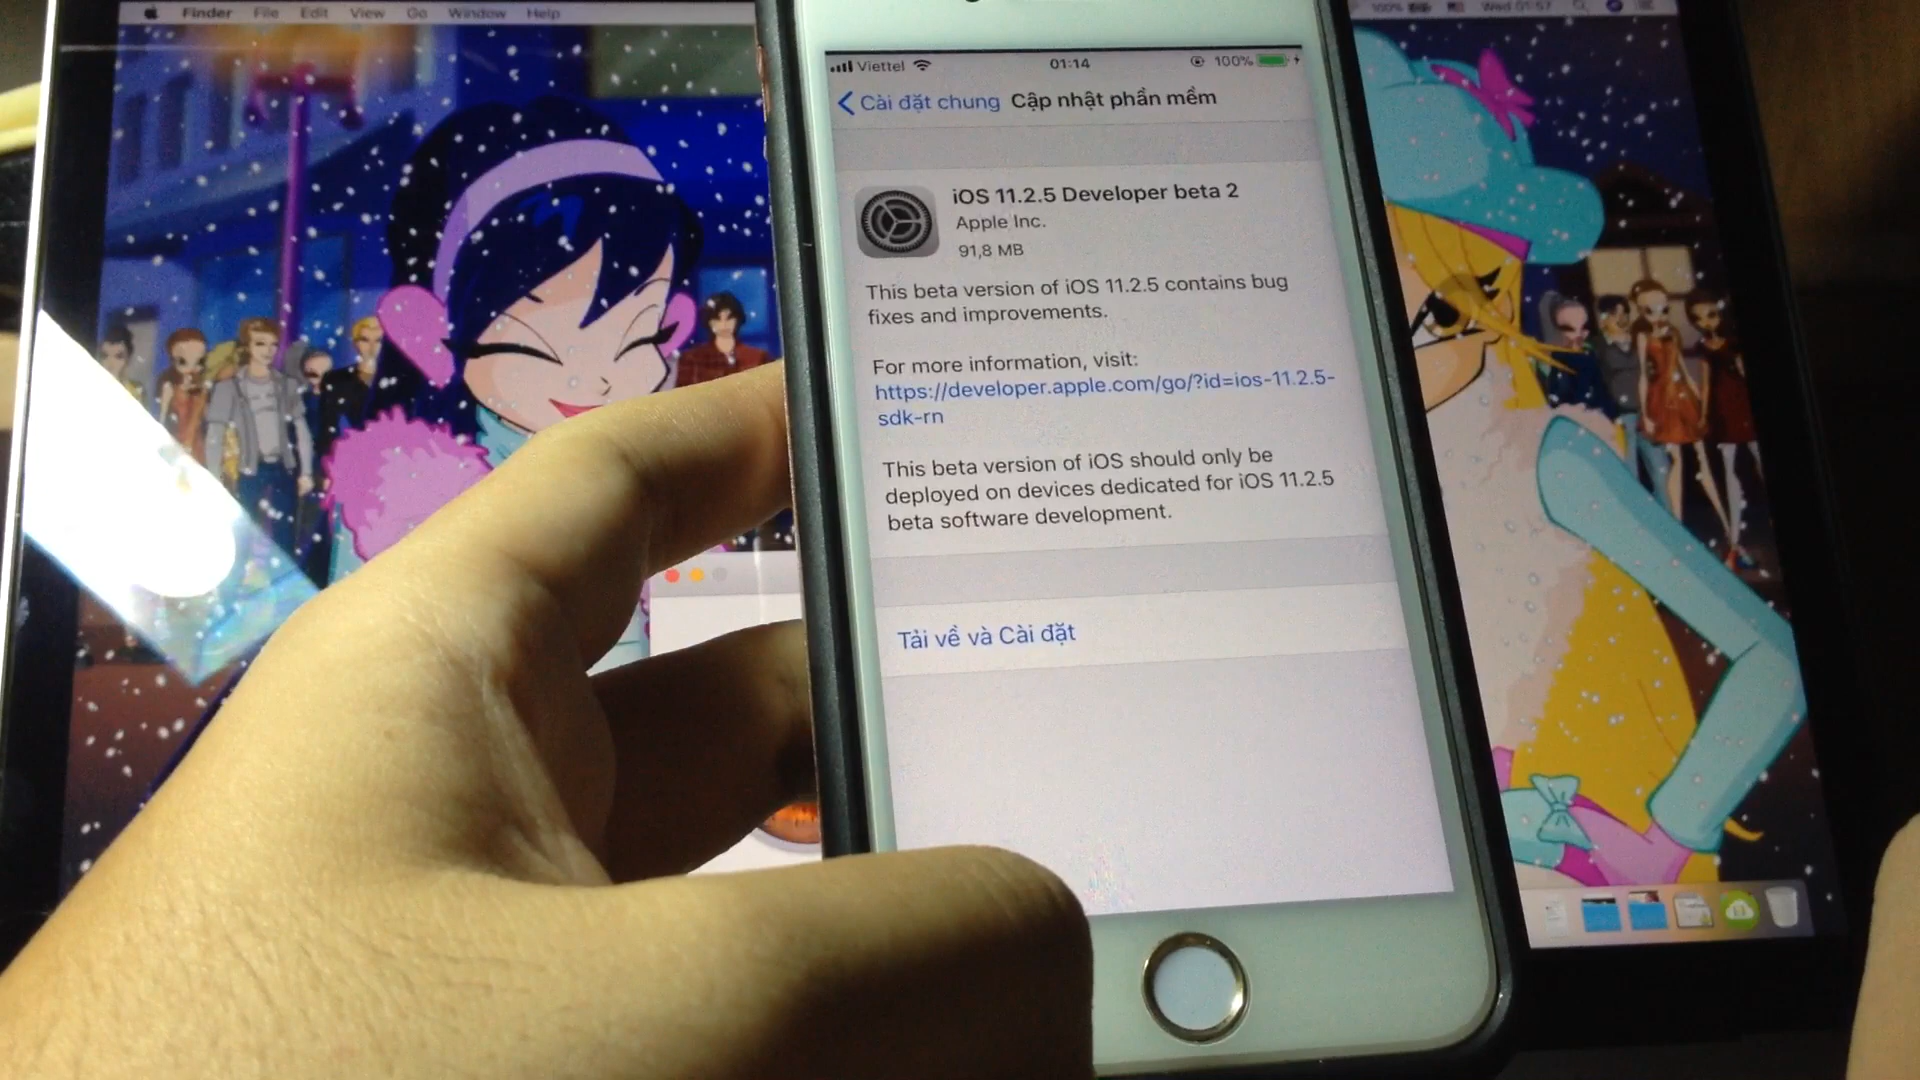 Finder File Edit View Go Window Help
100% Wed 01:57
Viettel 01:14 100%
Cài đặt chung Cập nhật phần mềm
iOS 11.2.5 Developer beta 2
Apple Inc.
91,8 MB
This beta version of iOS 11.2.5 contains bug
fixes and improvements.
For more information, visit:
https://developer.apple.com/go/?id=ios-11.2.5-
sdk-rn
This beta version of iOS should only be
deployed on devices dedicated for iOS 11.2.5
beta software development.
Tải về và Cài đặt